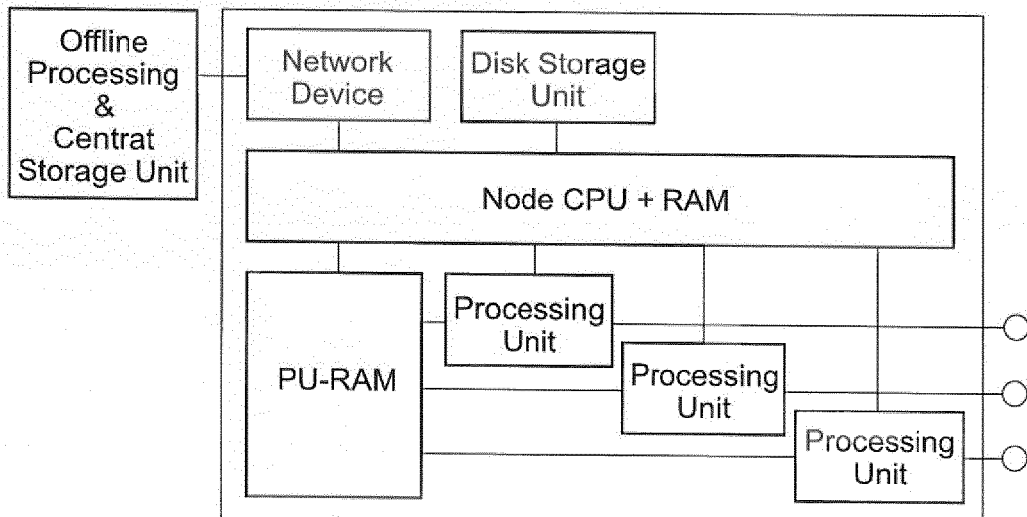 Offline
Processing
&
Centrat
Storage Unit
Network
Device
Disk Storage
Unit
Node CPU + RAM
PU-RAM
Processing
Unit
Processing
Unit
Processing
Unit